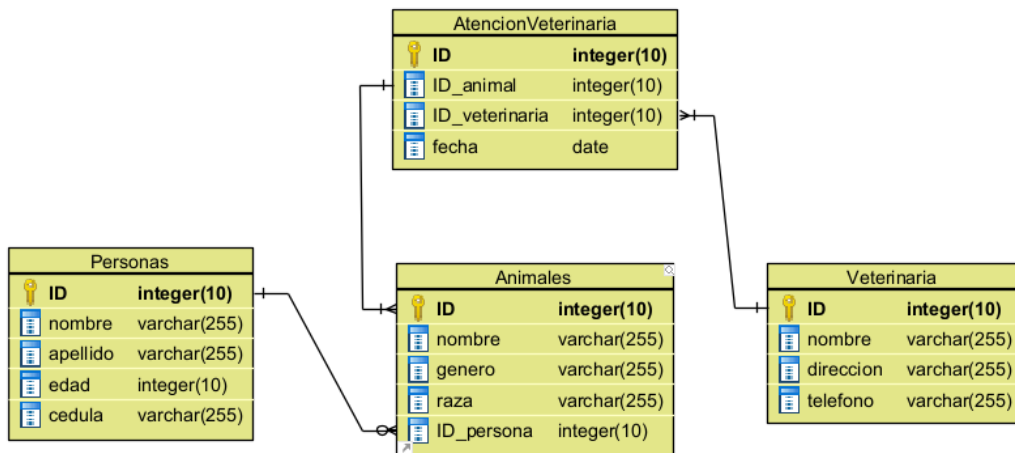 AtencionVeterinaria
ID integer(10)
ID_animal integer(10)
ID_veterinaria integer(10)
fecha date
Personas
ID integer(10)
nombre varchar(255)
apellido varchar(255)
edad integer(10)
cedula varchar(255)
Animales
ID integer(10)
nombre varchar(255)
genero varchar(255)
raza varchar(255)
ID_persona integer(10)
Veterinaria
ID integer(10)
nombre varchar(255)
direccion varchar(255)
telefono varchar(255)